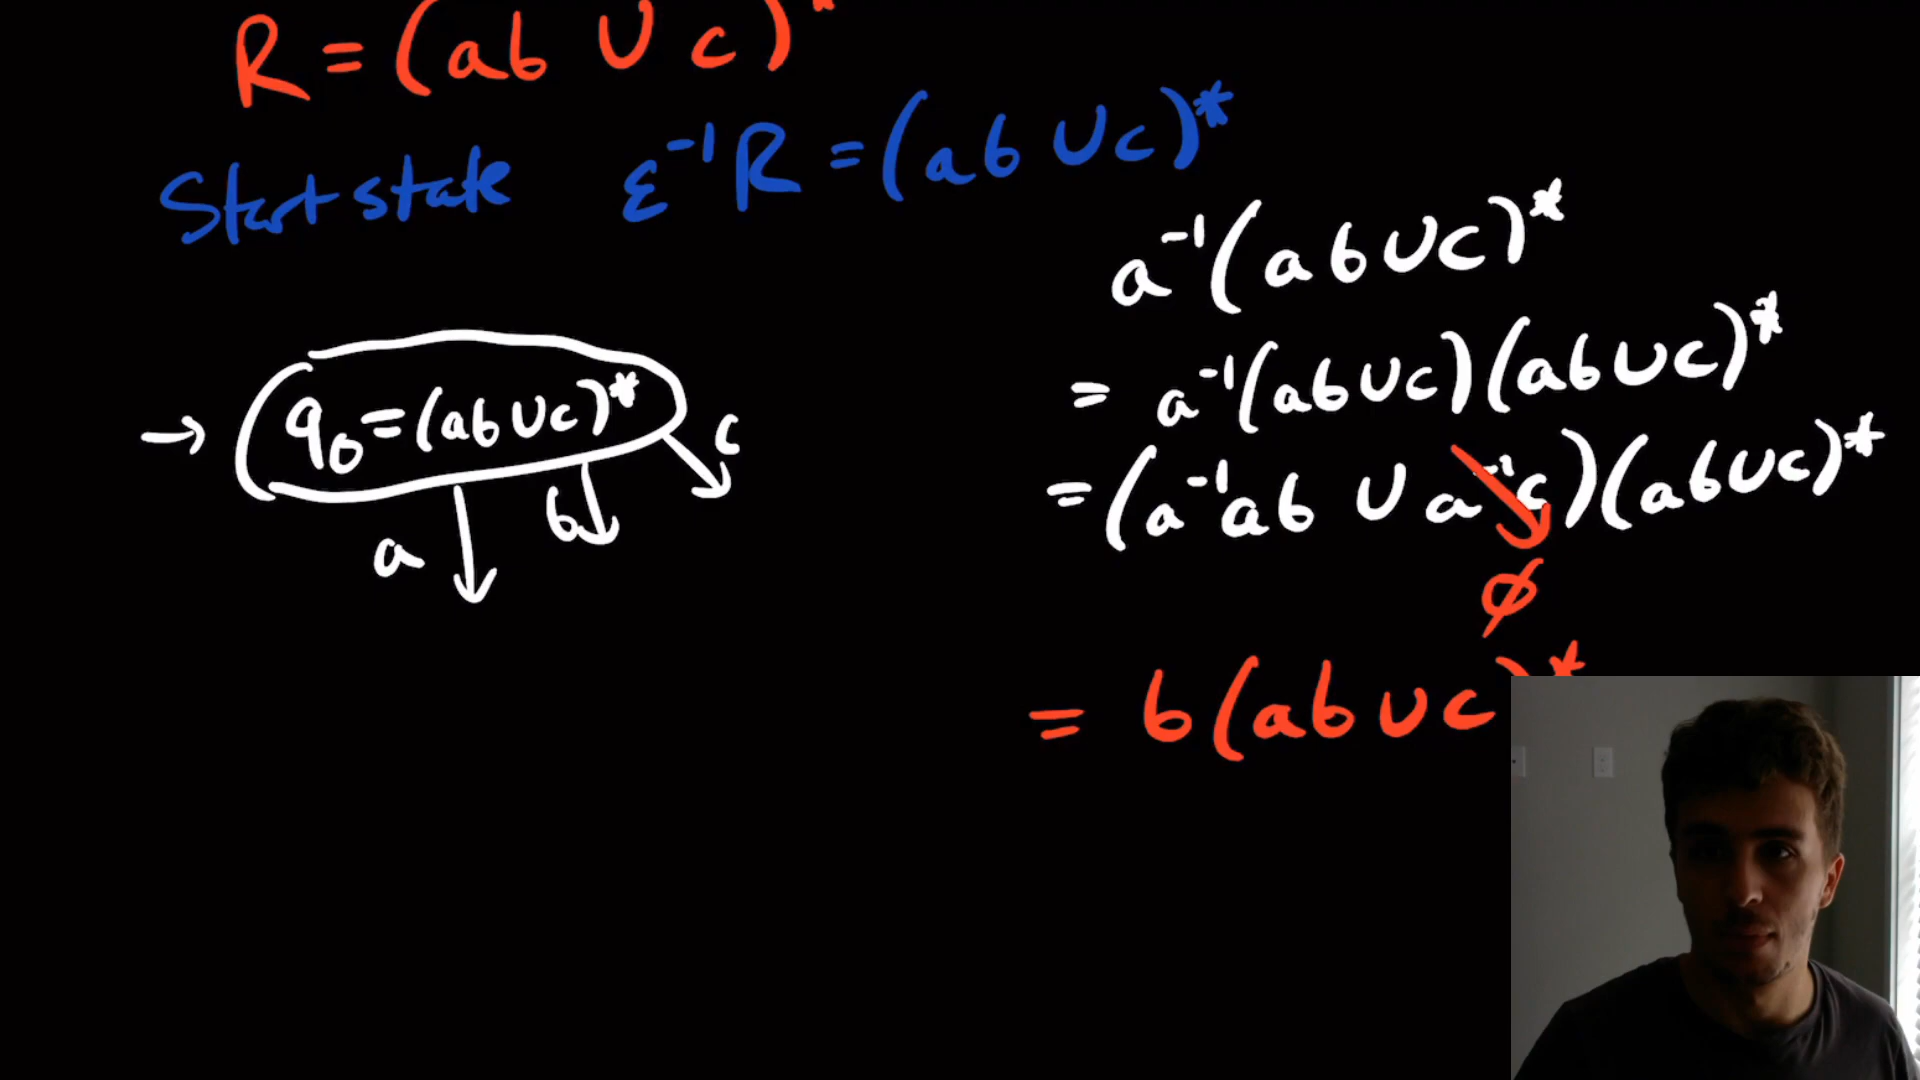 R = (ab ∪ c)*
Start state ε⁻¹R = (ab ∪ c)*
a⁻¹(ab ∪ c)*
= a⁻¹(ab ∪ c)(ab ∪ c)*
→ q₀ = (ab ∪ c)*
c
b
a
= (a⁻¹ab ∪ a⁻¹c)(ab ∪ c)*
∅
= b(ab ∪ c)*